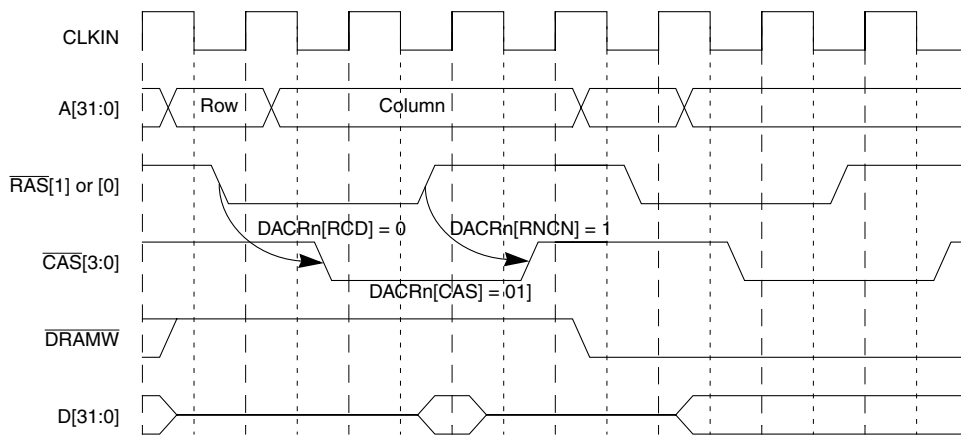 CLKIN
A[31:0]
Row
Column
RAS[1] or [0]
DACRn[RCD] = 0
DACRn[RNCN] = 1
CAS[3:0]
DACRn[CAS] = 01]
DRAMW
D[31:0]